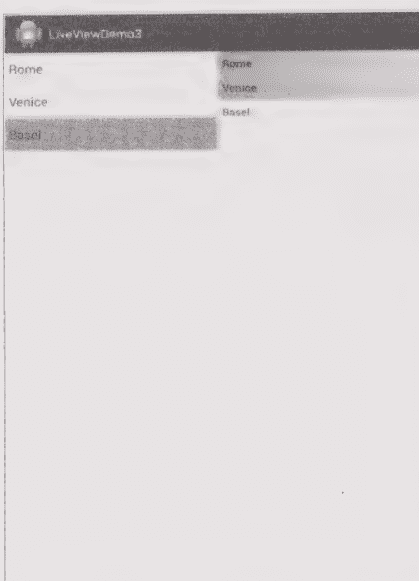 LiveViewDemo3
Rome
Venice
Basel
Rome
Venice
Basel